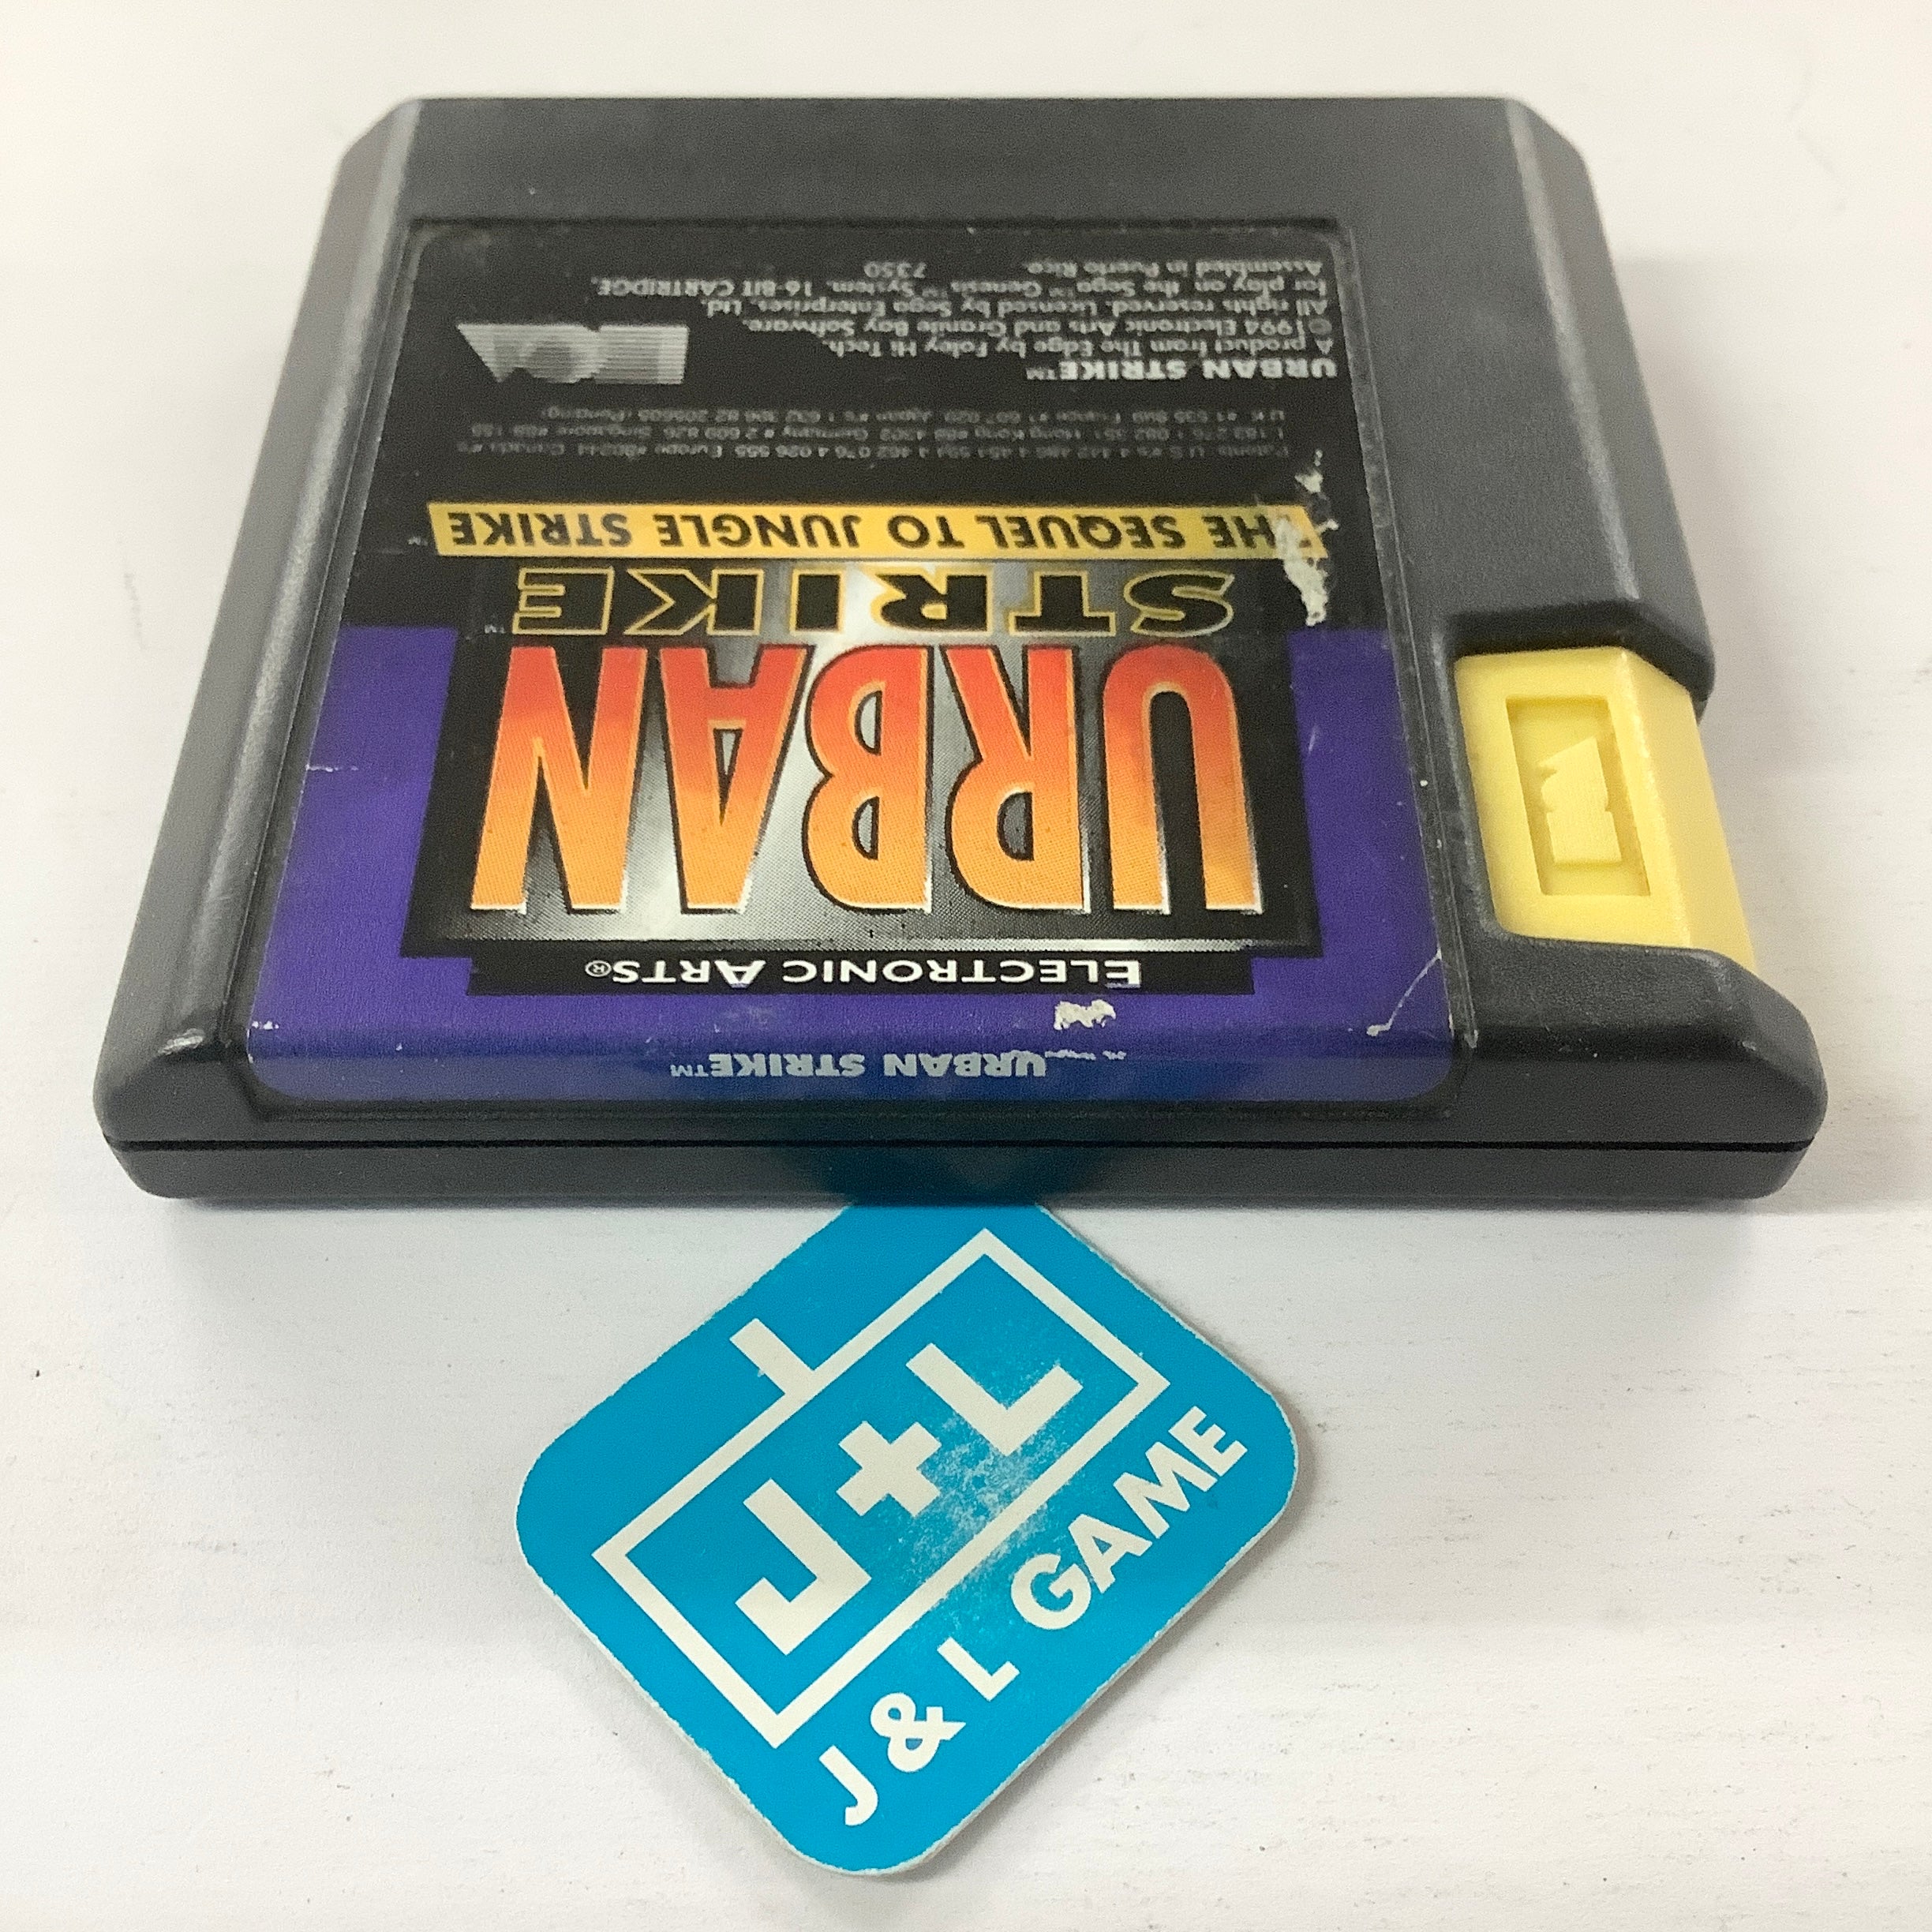 URBAN STRIKE™
ELECTRONIC ARTS®
URBAN
STRIKE™
THE SEQUEL TO JUNGLE STRIKE™
URBAN STRIKE™
A product from The Edge by Foley Hi Tech.
©1994 Electronic Arts and Granite Bay Software.
All rights reserved. Licensed by Sega Enterprises, Ltd.
for play on the Sega™ Genesis™ System. 16-BIT CARTRIDGE.
Assembled in Puerto Rico. 7350
J+L
J & L GAME